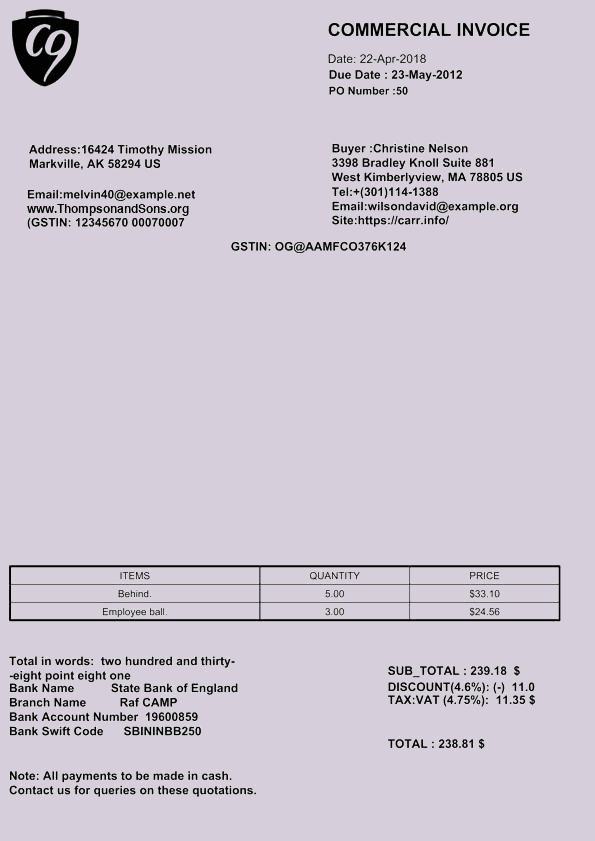 C9
COMMERCIAL INVOICE
Date: 22-Apr-2018
Due Date : 23-May-2012
PO Number :50
Address:16424 Timothy Mission
Markville, AK 58294 US
Email:melvin40@example.net
www.ThompsonandSons.org
(GSTIN: 12345670 00070007
Buyer :Christine Nelson
3398 Bradley Knoll Suite 881
West Kimberlyview, MA 78805 US
Tel:+(301)114-1388
Email:wilsondavid@example.org
Site:https://carr.info/
GSTIN: OG@AAMFCO376K124
ITEMS QUANTITY PRICE
Behind. 5.00 $33.10
Employee ball. 3.00 $24.56
Total in words: two hundred and thirty-
-eight point eight one
Bank Name State Bank of England
Branch Name Raf CAMP
Bank Account Number 19600859
Bank Swift Code SBININBB250
SUB_TOTAL : 239.18 $
DISCOUNT(4.6%): (-) 11.0
TAX:VAT (4.75%): 11.35 $
TOTAL : 238.81 $
Note: All payments to be made in cash.
Contact us for queries on these quotations.